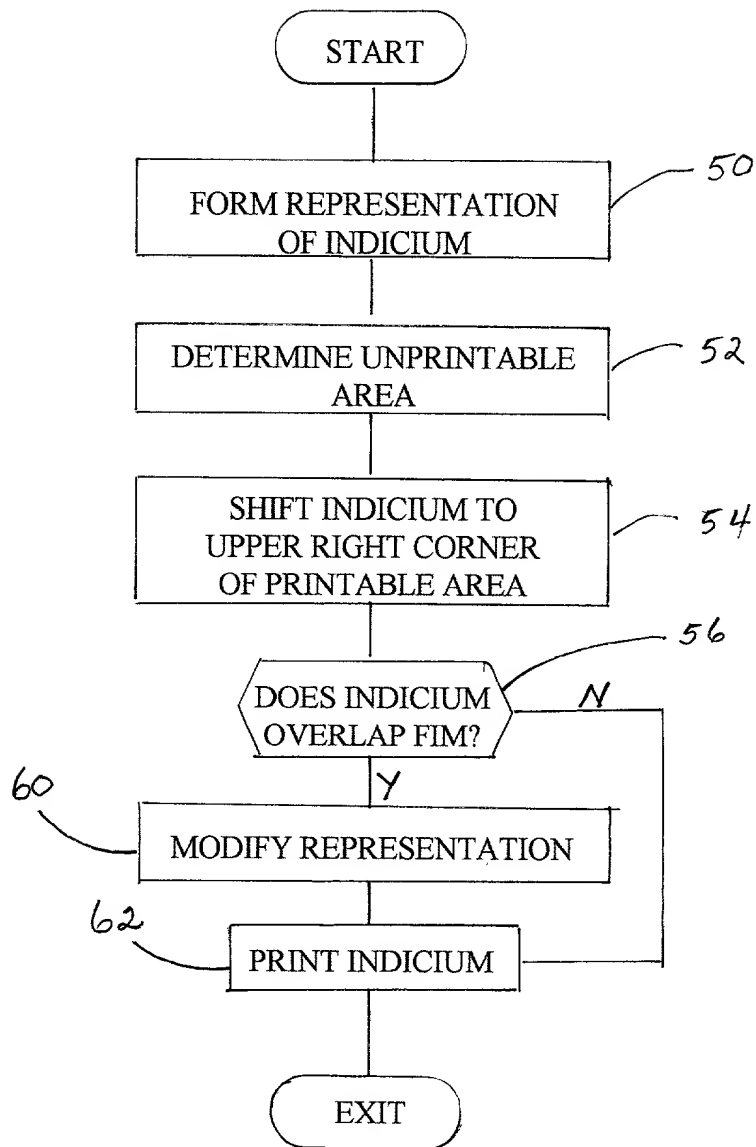 START
50
FORM REPRESENTATION
OF INDICIUM
52
DETERMINE UNPRINTABLE
AREA
54
SHIFT INDICIUM TO
UPPER RIGHT CORNER
OF PRINTABLE AREA
56
DOES INDICIUM
OVERLAP FIM?
N
Y
60
MODIFY REPRESENTATION
62
PRINT INDICIUM
EXIT